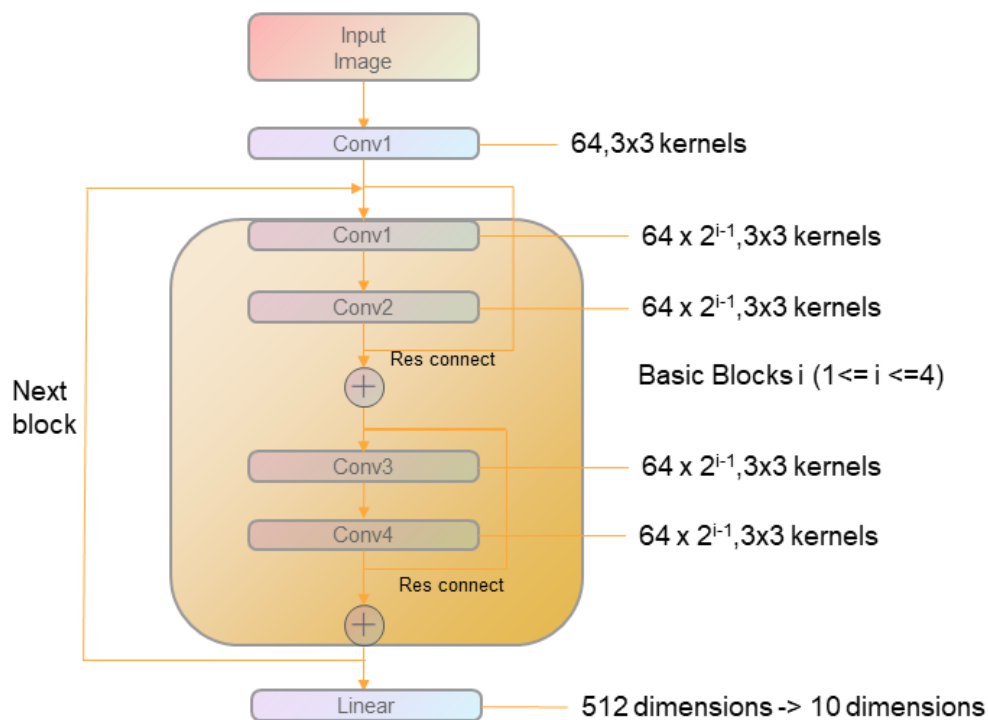 Input
Image
Conv1
64,3x3 kernels
Conv1
64 x 2^{i-1},3x3 kernels
Conv2
64 x 2^{i-1},3x3 kernels
Res connect
+
Basic Blocks i (1<= i <=4)
Next
block
Conv3
64 x 2^{i-1},3x3 kernels
Conv4
64 x 2^{i-1},3x3 kernels
Res connect
+
Linear
512 dimensions -> 10 dimensions